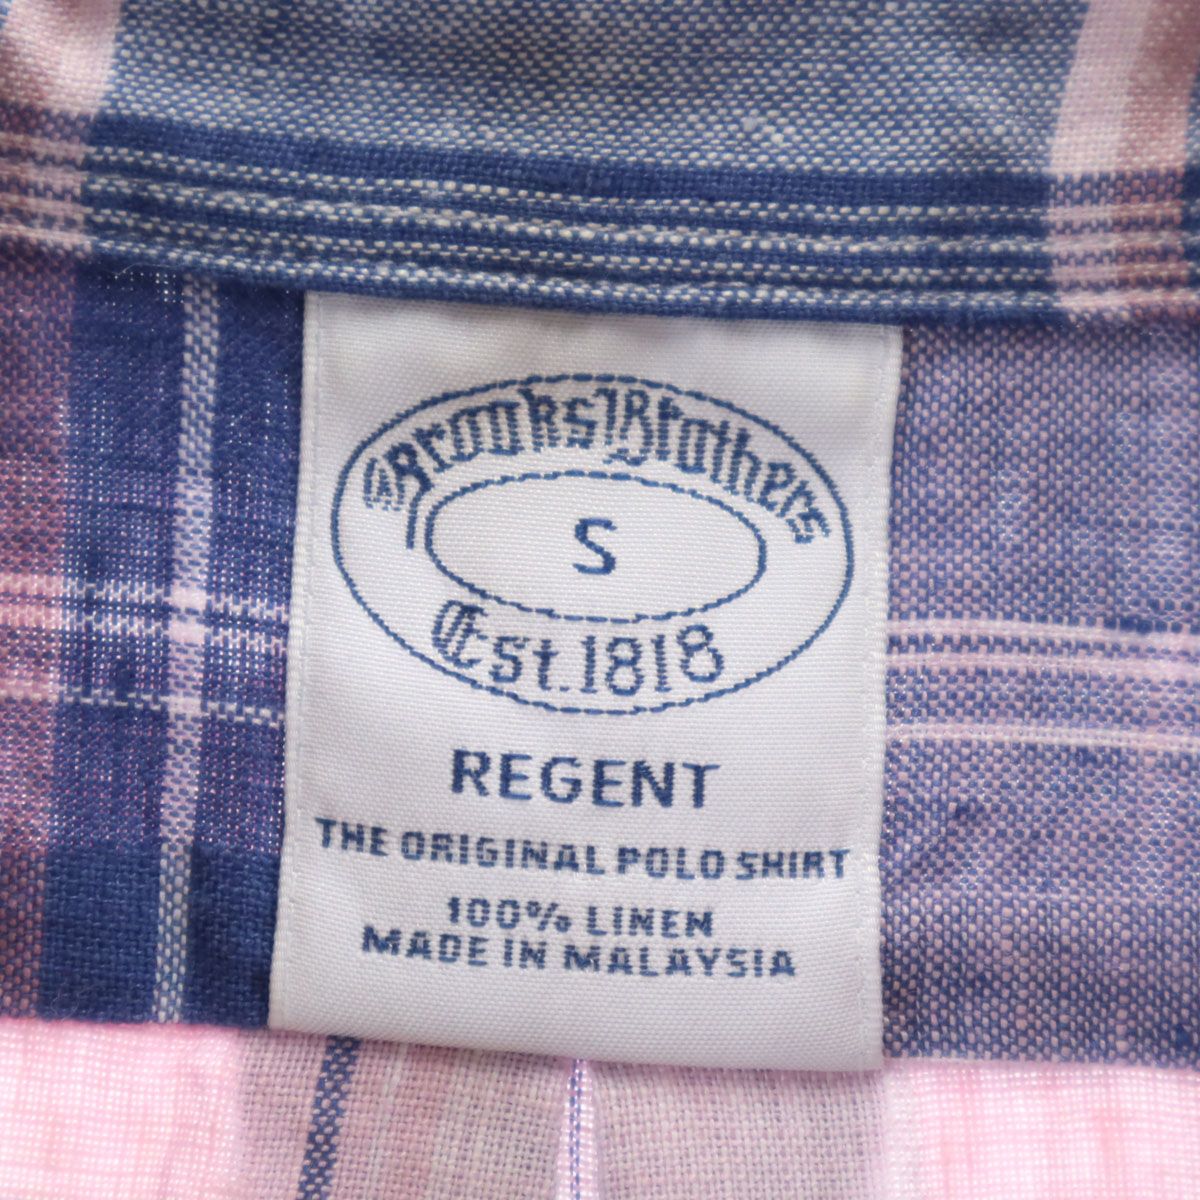 Brooks Brothers
S
Est. 1818
REGENT
THE ORIGINAL POLO SHIRT
100% LINEN
MADE IN MALAYSIA